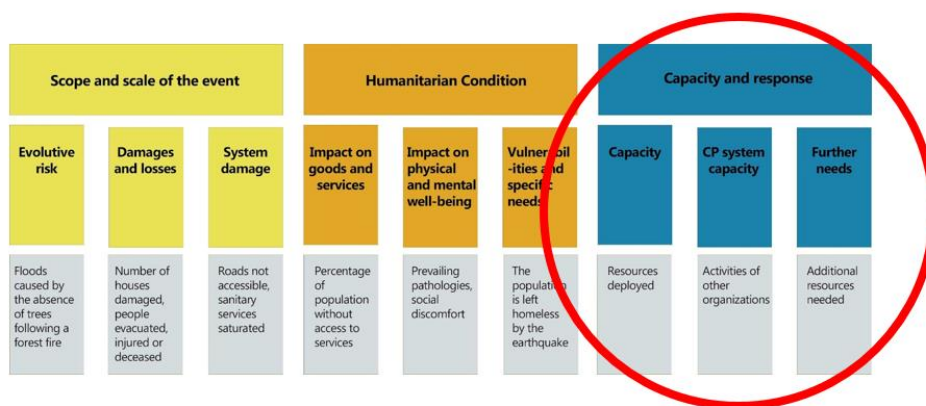 Scope and scale of the event
Humanitarian Condition
Capacity and response
Evolutive
risk
Damages
and losses
System
damage
Impact on
goods and
services
Impact on
physical
and mental
well-being
Vulnerabil
-ities and
specific
needs
Capacity
CP system
capacity
Further
needs
Floods
caused by
the absence
of trees
following a
forest fire
Number of
houses
damaged,
people
evacuated,
injured or
deceased
Roads not
accessible,
sanitary
services
saturated
Percentage
of
population
without
access to
services
Prevailing
pathologies,
social
discomfort
The
population
is left
homeless
by the
earthquake
Resources
deployed
Activities of
other
organizations
Additional
resources
needed